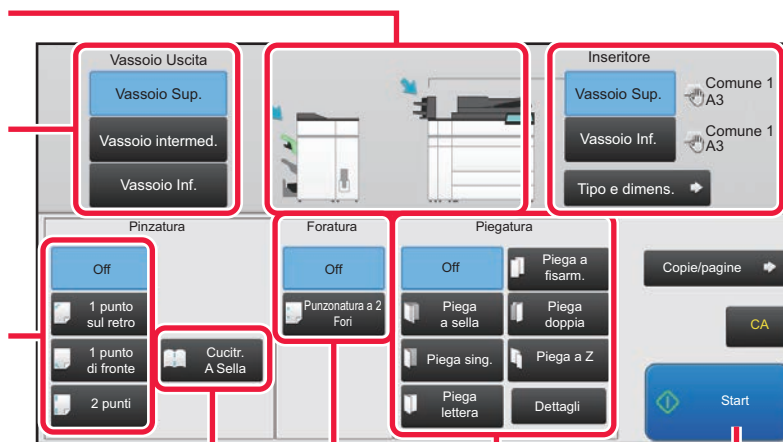 Vassoio Uscita
Vassoio Sup.
Vassoio intermed.
Vassoio Inf.
Inseritore
Vassoio Sup.
Comune 1
A3
Vassoio Inf.
Comune 1
A3
Tipo e dimens.
Pinzatura
Off
1 punto
sul retro
1 punto
di fronte
2 punti
Cucitr.
A Sella
Foratura
Off
Punzonatura a 2
Fori
Piegatura
Off
Piega a
fisarm.
Piega
a sella
Piega
doppia
Piega sing.
Piega a Z
Piega
lettera
Dettagli
Copie/pagine
CA
Start